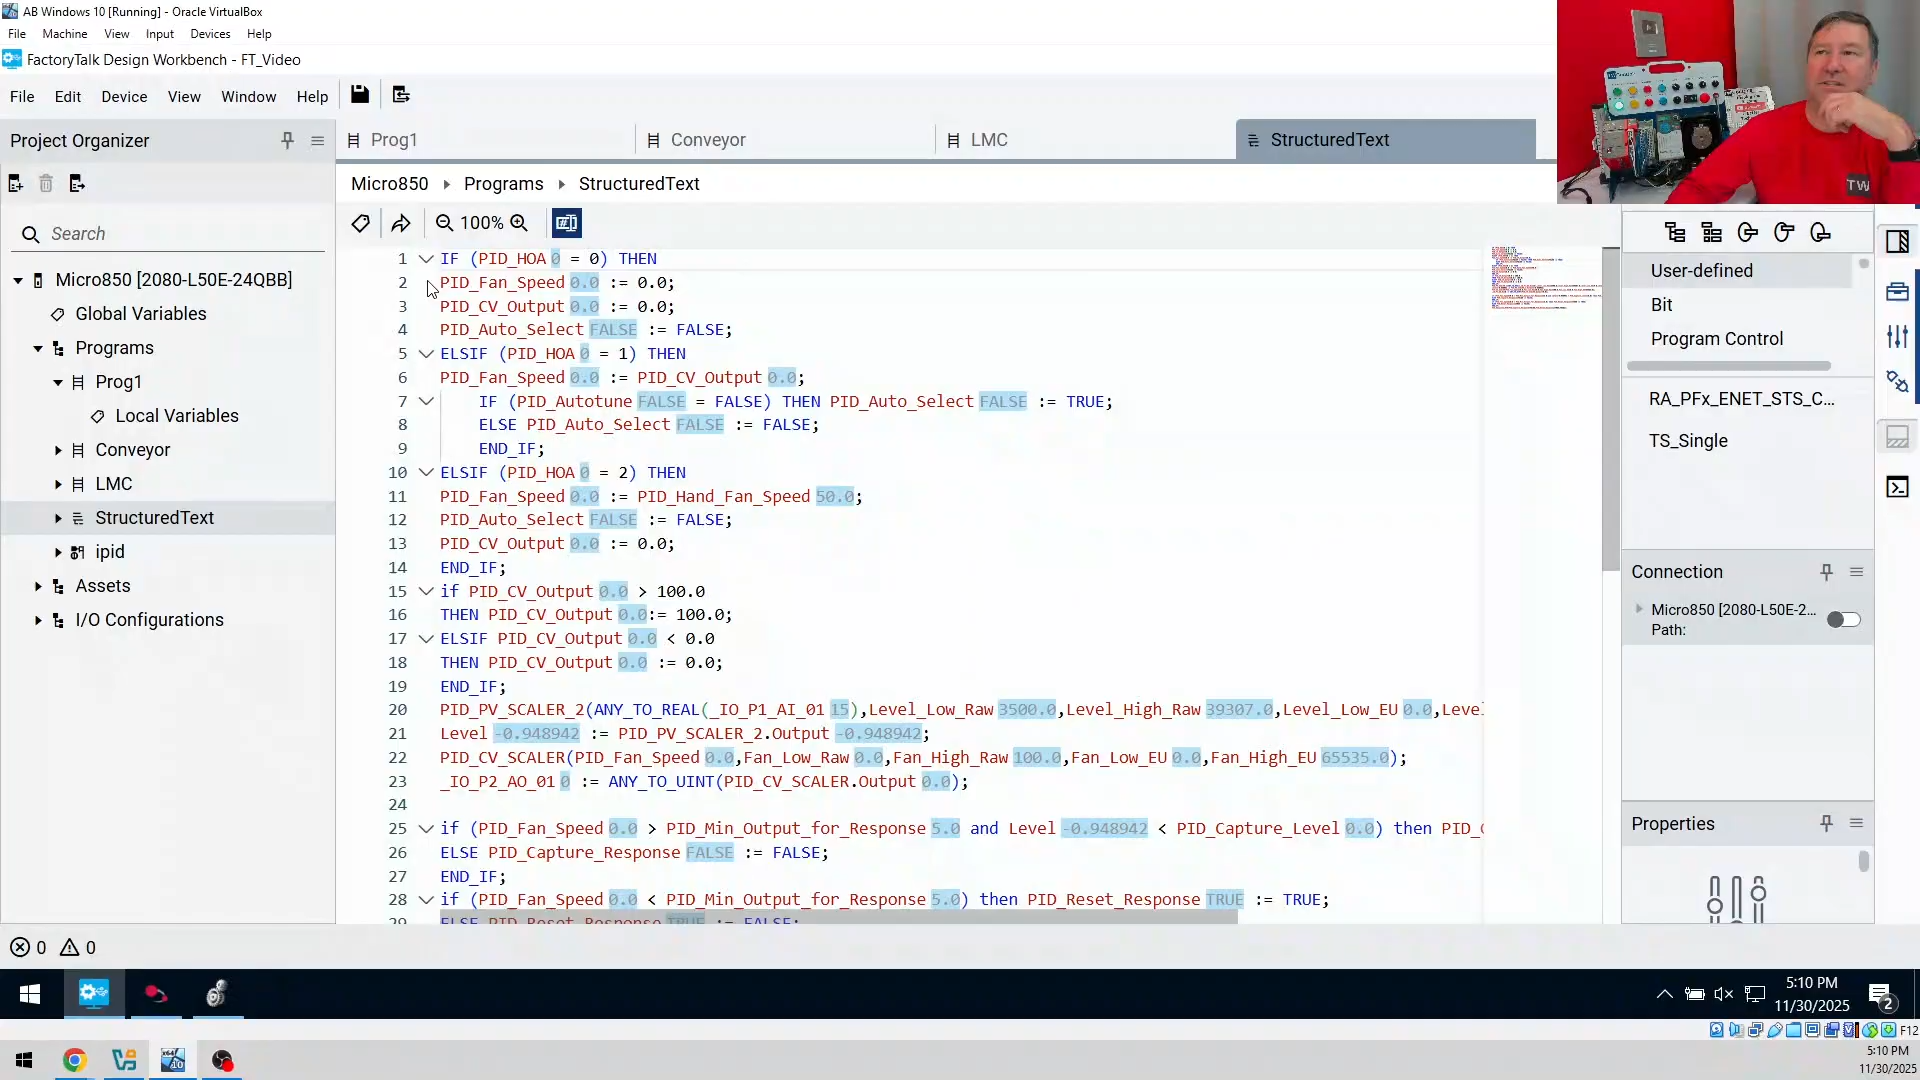 AB Windows 10 [Running] - Oracle VirtualBox
File Machine View Input Devices Help
FactoryTalk Design Workbench - FT_Video
File Edit Device View Window Help
Project Organizer
Prog1 Conveyor LMC StructuredText
Micro850 Programs StructuredText
100%
Search
Micro850 [2080-L50E-24QBB]
Global Variables
Programs
Prog1
Local Variables
Conveyor
LMC
StructuredText
ipid
Assets
I/O Configurations
1 IF (PID_HOA 0 = 0) THEN
2 PID_Fan_Speed 0.0 := 0.0;
3 PID_CV_Output 0.0 := 0.0;
4 PID_Auto_Select FALSE := FALSE;
5 ELSIF (PID_HOA 0 = 1) THEN
6 PID_Fan_Speed 0.0 := PID_CV_Output 0.0;
7 IF (PID_Autotune FALSE = FALSE) THEN PID_Auto_Select FALSE := TRUE;
8 ELSE PID_Auto_Select FALSE := FALSE;
9 END_IF;
10 ELSIF (PID_HOA 0 = 2) THEN
11 PID_Fan_Speed 0.0 := PID_Hand_Fan_Speed 50.0;
12 PID_Auto_Select FALSE := FALSE;
13 PID_CV_Output 0.0 := 0.0;
14 END_IF;
15 if PID_CV_Output 0.0 > 100.0
16 THEN PID_CV_Output 0.0:= 100.0;
17 ELSIF PID_CV_Output 0.0 < 0.0
18 THEN PID_CV_Output 0.0 := 0.0;
19 END_IF;
20 PID_PV_SCALER_2(ANY_TO_REAL(_IO_P1_AI_01 15),Level_Low_Raw 3500.0,Level_High_Raw 39307.0,Level_Low_EU 0.0,Leve
21 Level -0.948942 := PID_PV_SCALER_2.Output -0.948942;
22 PID_CV_SCALER(PID_Fan_Speed 0.0,Fan_Low_Raw 0.0,Fan_High_Raw 100.0,Fan_Low_EU 0.0,Fan_High_EU 65535.0);
23 _IO_P2_AO_01 0 := ANY_TO_UINT(PID_CV_SCALER.Output 0.0);
24
25 if (PID_Fan_Speed 0.0 > PID_Min_Output_for_Response 5.0 and Level -0.948942 < PID_Capture_Level 0.0) then PID_
26 ELSE PID_Capture_Response FALSE := FALSE;
27 END_IF;
28 if (PID_Fan_Speed 0.0 < PID_Min_Output_for_Response 5.0) then PID_Reset_Response TRUE := TRUE;
29 ELSE PID_Reset_Response TRUE := FALSE;
TW
User-defined
Bit
Program Control
RA_PFx_ENET_STS_C...
TS_Single
Connection
Micro850 [2080-L50E-2...
Path:
Properties
0 0
5:10 PM
11/30/2025
2
F12
5:10 PM
11/30/2025